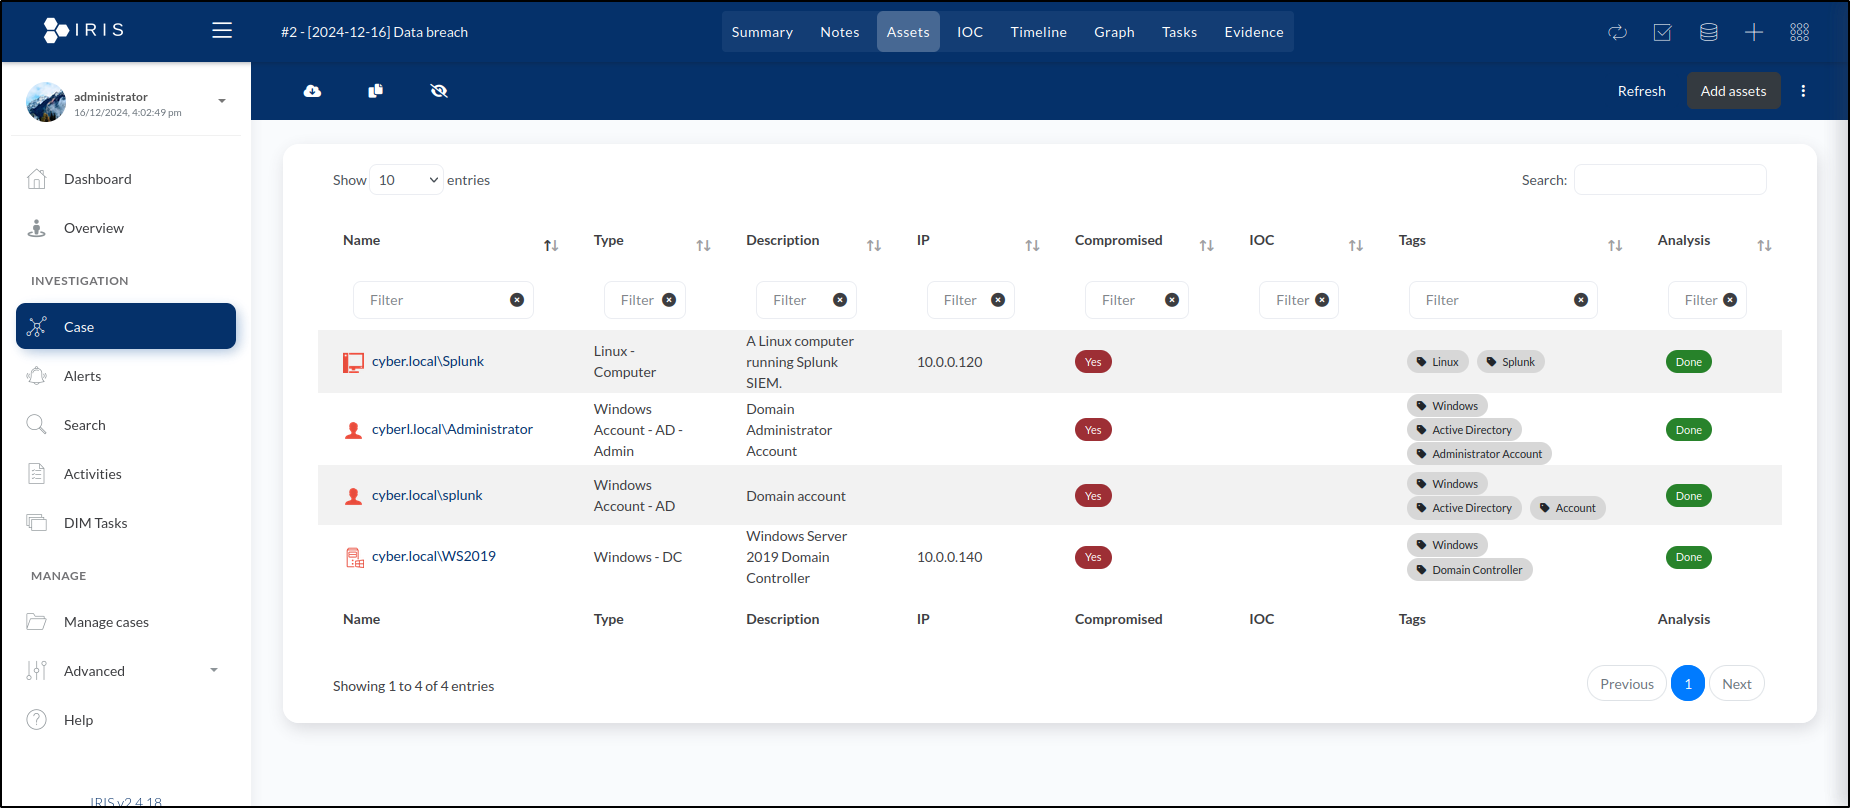 IRIS
#2 - [2024-12-16] Data breach
Summary Notes Assets IOC Timeline Graph Tasks Evidence
administrator
16/12/2024, 4:02:49 pm
Refresh Add assets
Dashboard
Overview
INVESTIGATION
Case
Alerts
Search
Activities
DIM Tasks
MANAGE
Manage cases
Advanced
Help
IRIS v2.4.18
Show 10 entries
Search:
Name Type Description IP Compromised IOC Tags Analysis
Filter Filter Filter Filter Filter Filter Filter Filter
cyber.local\Splunk
Linux -
Computer
A Linux computer
running Splunk
SIEM.
10.0.0.120
Yes
Linux Splunk
Done
cyberl.local\Administrator
Windows
Account - AD -
Admin
Domain
Administrator
Account
Yes
Windows
Active Directory
Administrator Account
Done
cyber.local\splunk
Windows
Account - AD
Domain account
Yes
Windows
Active Directory Account
Done
cyber.local\WS2019
Windows - DC
Windows Server
2019 Domain
Controller
10.0.0.140
Yes
Windows
Domain Controller
Done
Name Type Description IP Compromised IOC Tags Analysis
Showing 1 to 4 of 4 entries
Previous 1 Next